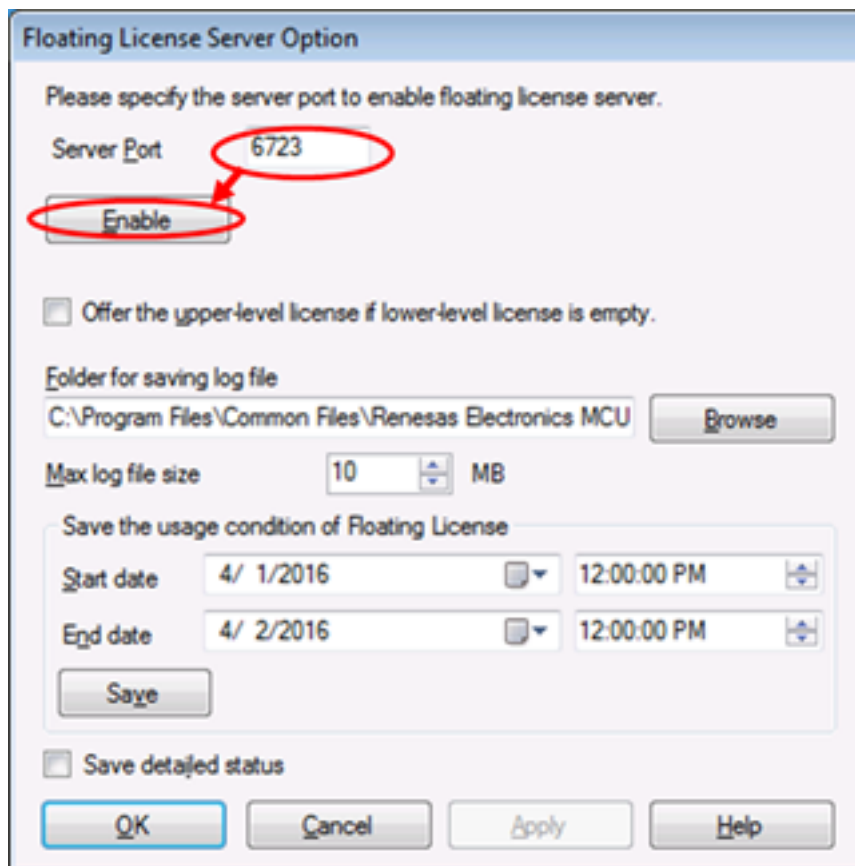 Floating License Server Option
Please specify the server port to enable floating license server.
Server Port 6723
Enable
Offer the upper-level license if lower-level license is empty.
Folder for saving log file
C:\Program Files\Common Files\Renesas Electronics MCU Browse
Max log file size 10 MB
Save the usage condition of Floating License
Start date 4/ 1/2016 12:00:00 PM
End date 4/ 2/2016 12:00:00 PM
Save
Save detailed status
OK Cancel Apply Help